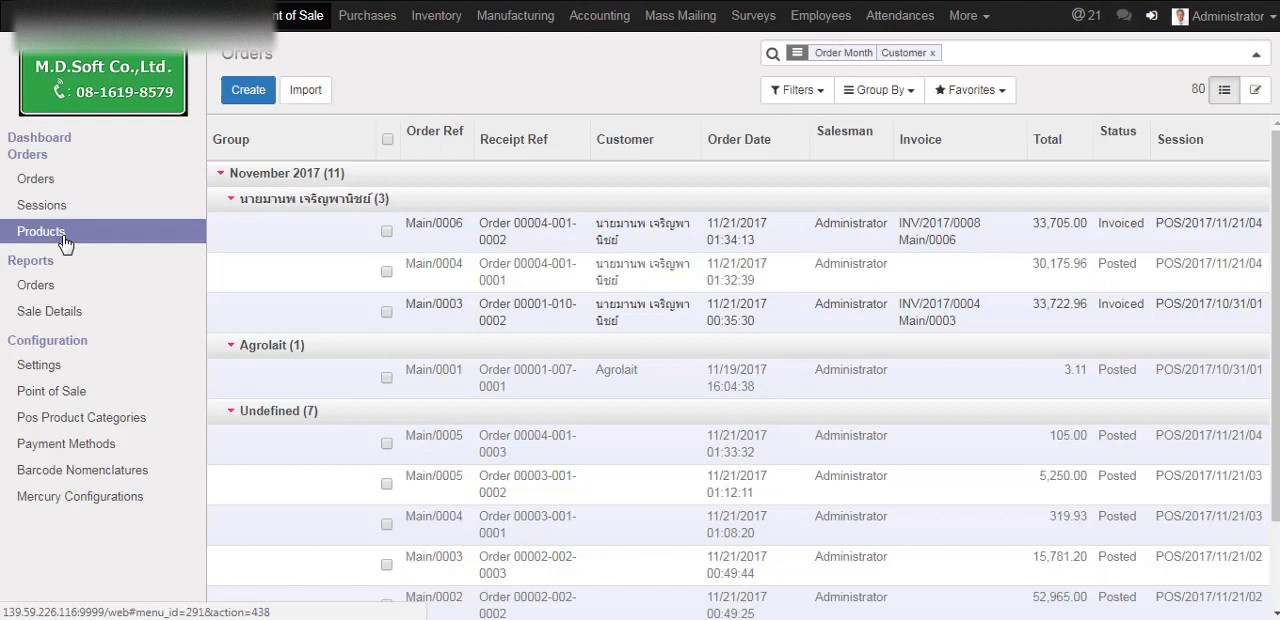 nt of Sale Purchases Inventory Manufacturing Accounting Mass Mailing Surveys Employees Attendances More @ 21 Administrator
M.D.Soft Co.,Ltd.
: 08-1619-8579
Orders
Order Month Customer x
Create Import
Filters Group By Favorites 80
Dashboard
Orders
Orders
Sessions
Products
Reports
Orders
Sale Details
Configuration
Settings
Point of Sale
Pos Product Categories
Payment Methods
Barcode Nomenclatures
Mercury Configurations
Group Order Ref Receipt Ref Customer Order Date Salesman Invoice Total Status Session
November 2017 (11)
นายมานพ เจริญพานิชย์ (3)
Main/0006 Order 00004-001- นายมานพ เจริญพา 11/21/2017 Administrator INV/2017/0008 33,705.00 Invoiced POS/2017/11/21/04
0002 นิชย์ 01:34:13 Main/0006
Main/0004 Order 00004-001- นายมานพ เจริญพา 11/21/2017 Administrator 30,175.96 Posted POS/2017/11/21/04
0001 นิชย์ 01:32:39
Main/0003 Order 00001-010- นายมานพ เจริญพา 11/21/2017 Administrator INV/2017/0004 33,722.96 Invoiced POS/2017/10/31/01
0002 นิชย์ 00:35:30 Main/0003
Agrolait (1)
Main/0001 Order 00001-007- Agrolait 11/19/2017 Administrator 3.11 Posted POS/2017/10/31/01
0001 16:04:38
Undefined (7)
Main/0005 Order 00004-001- 11/21/2017 Administrator 105.00 Posted POS/2017/11/21/04
0003 01:33:32
Main/0005 Order 00003-001- 11/21/2017 Administrator 5,250.00 Posted POS/2017/11/21/03
0002 01:12:11
Main/0004 Order 00003-001- 11/21/2017 Administrator 319.93 Posted POS/2017/11/21/03
0001 01:08:20
Main/0003 Order 00002-002- 11/21/2017 Administrator 15,781.20 Posted POS/2017/11/21/02
0003 00:49:44
Main/0002 Order 00002-002- 11/21/2017 Administrator 52,965.00 Posted POS/2017/11/21/02
0002 00:49:25
139.59.226.116:9999/web#menu_id=291&action=438